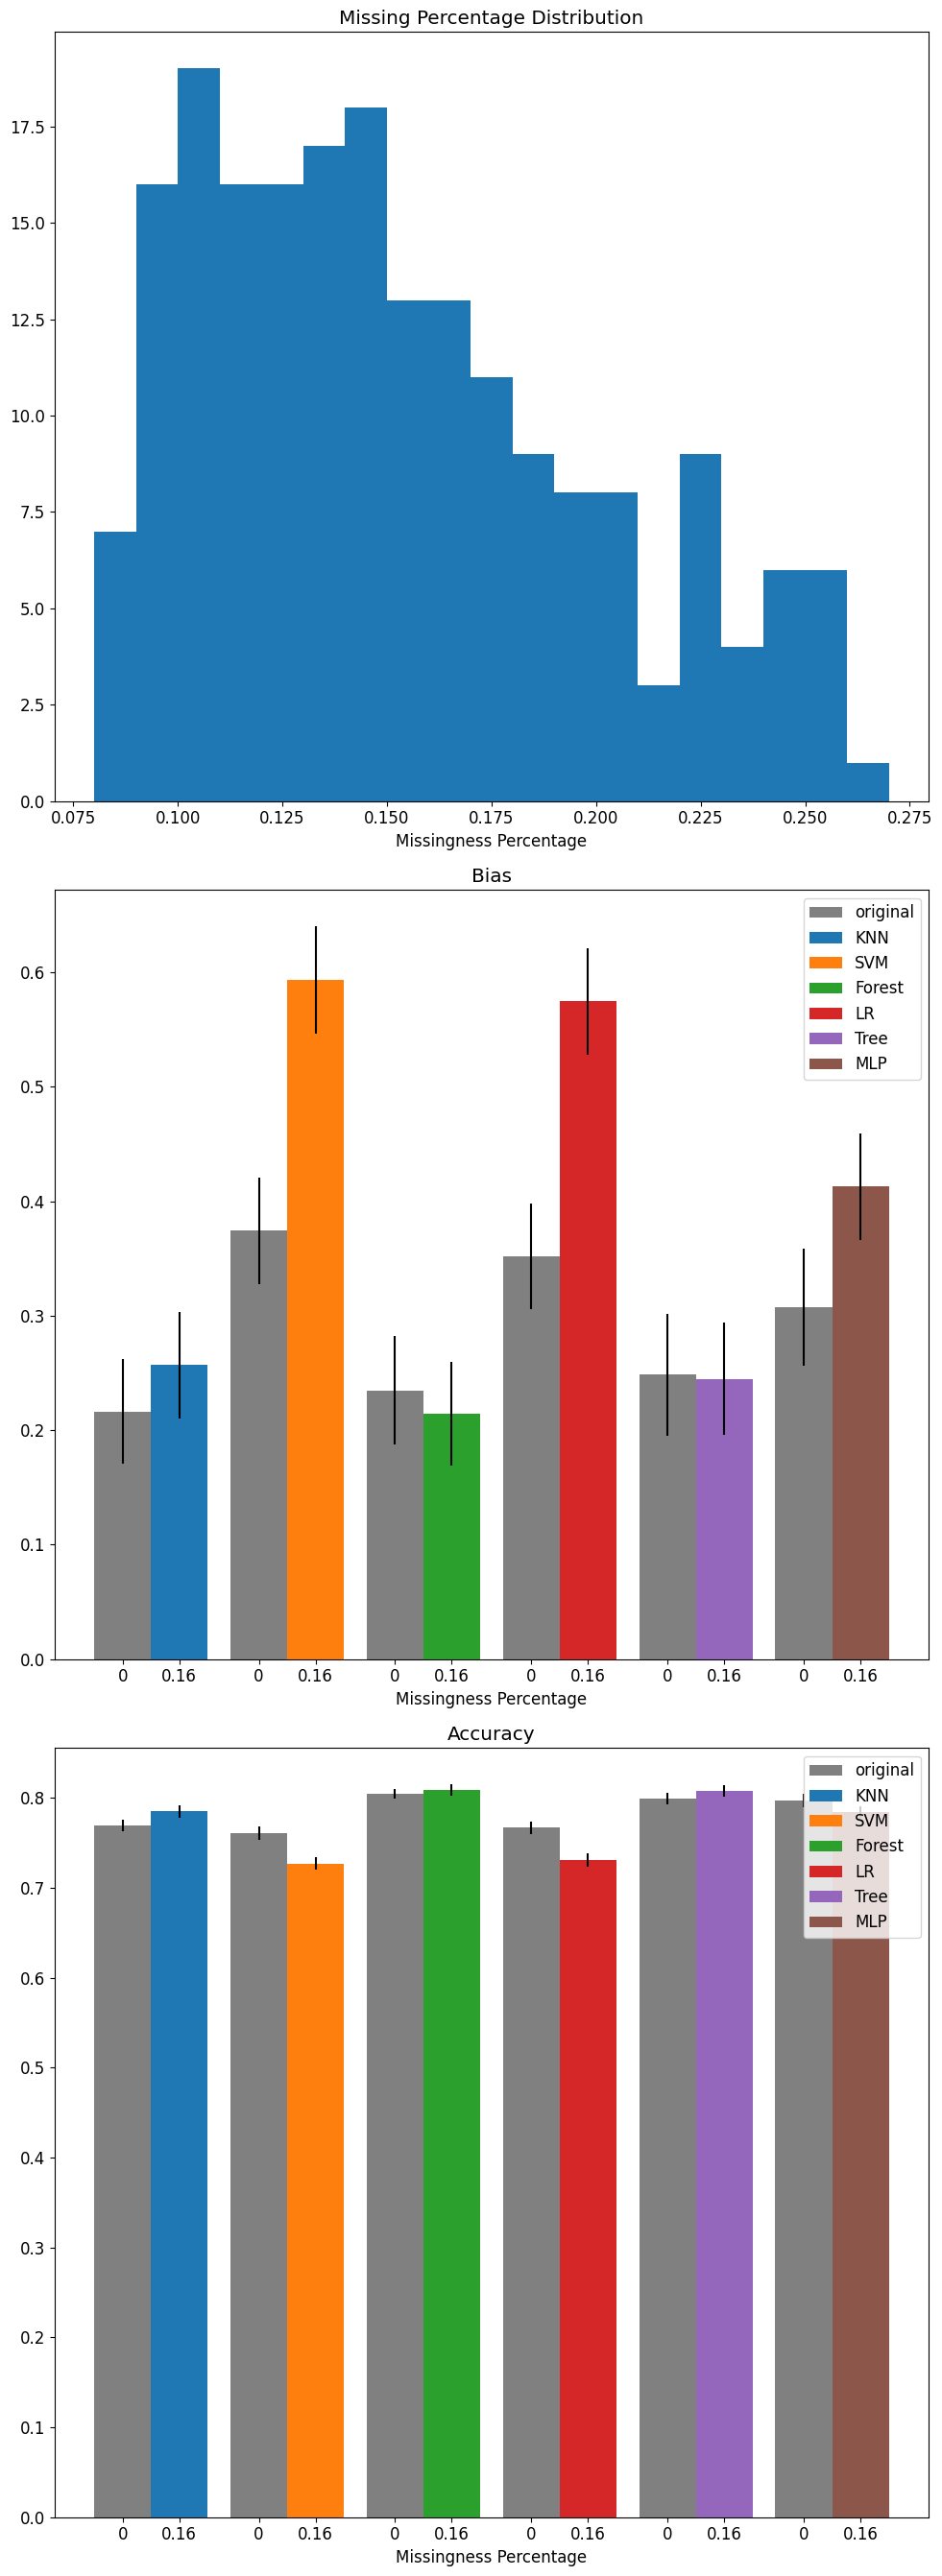 Missing Percentage Distribution
17.5
15.0
12.5
10.0
7.5
5.0
2.5
0.0
0.075 0.100 0.125 0.150 0.175 0.200 0.225 0.250 0.275
Missingness Percentage
Bias
original
KNN
SVM
Forest
LR
Tree
MLP
0.6
0.5
0.4
0.3
0.2
0.1
0.0
0 0.16 0 0.16 0 0.16 0 0.16 0 0.16 0 0.16
Missingness Percentage
Accuracy
original
KNN
SVM
Forest
LR
Tree
MLP
0.8
0.7
0.6
0.5
0.4
0.3
0.2
0.1
0.0
0 0.16 0 0.16 0 0.16 0 0.16 0 0.16 0 0.16
Missingness Percentage